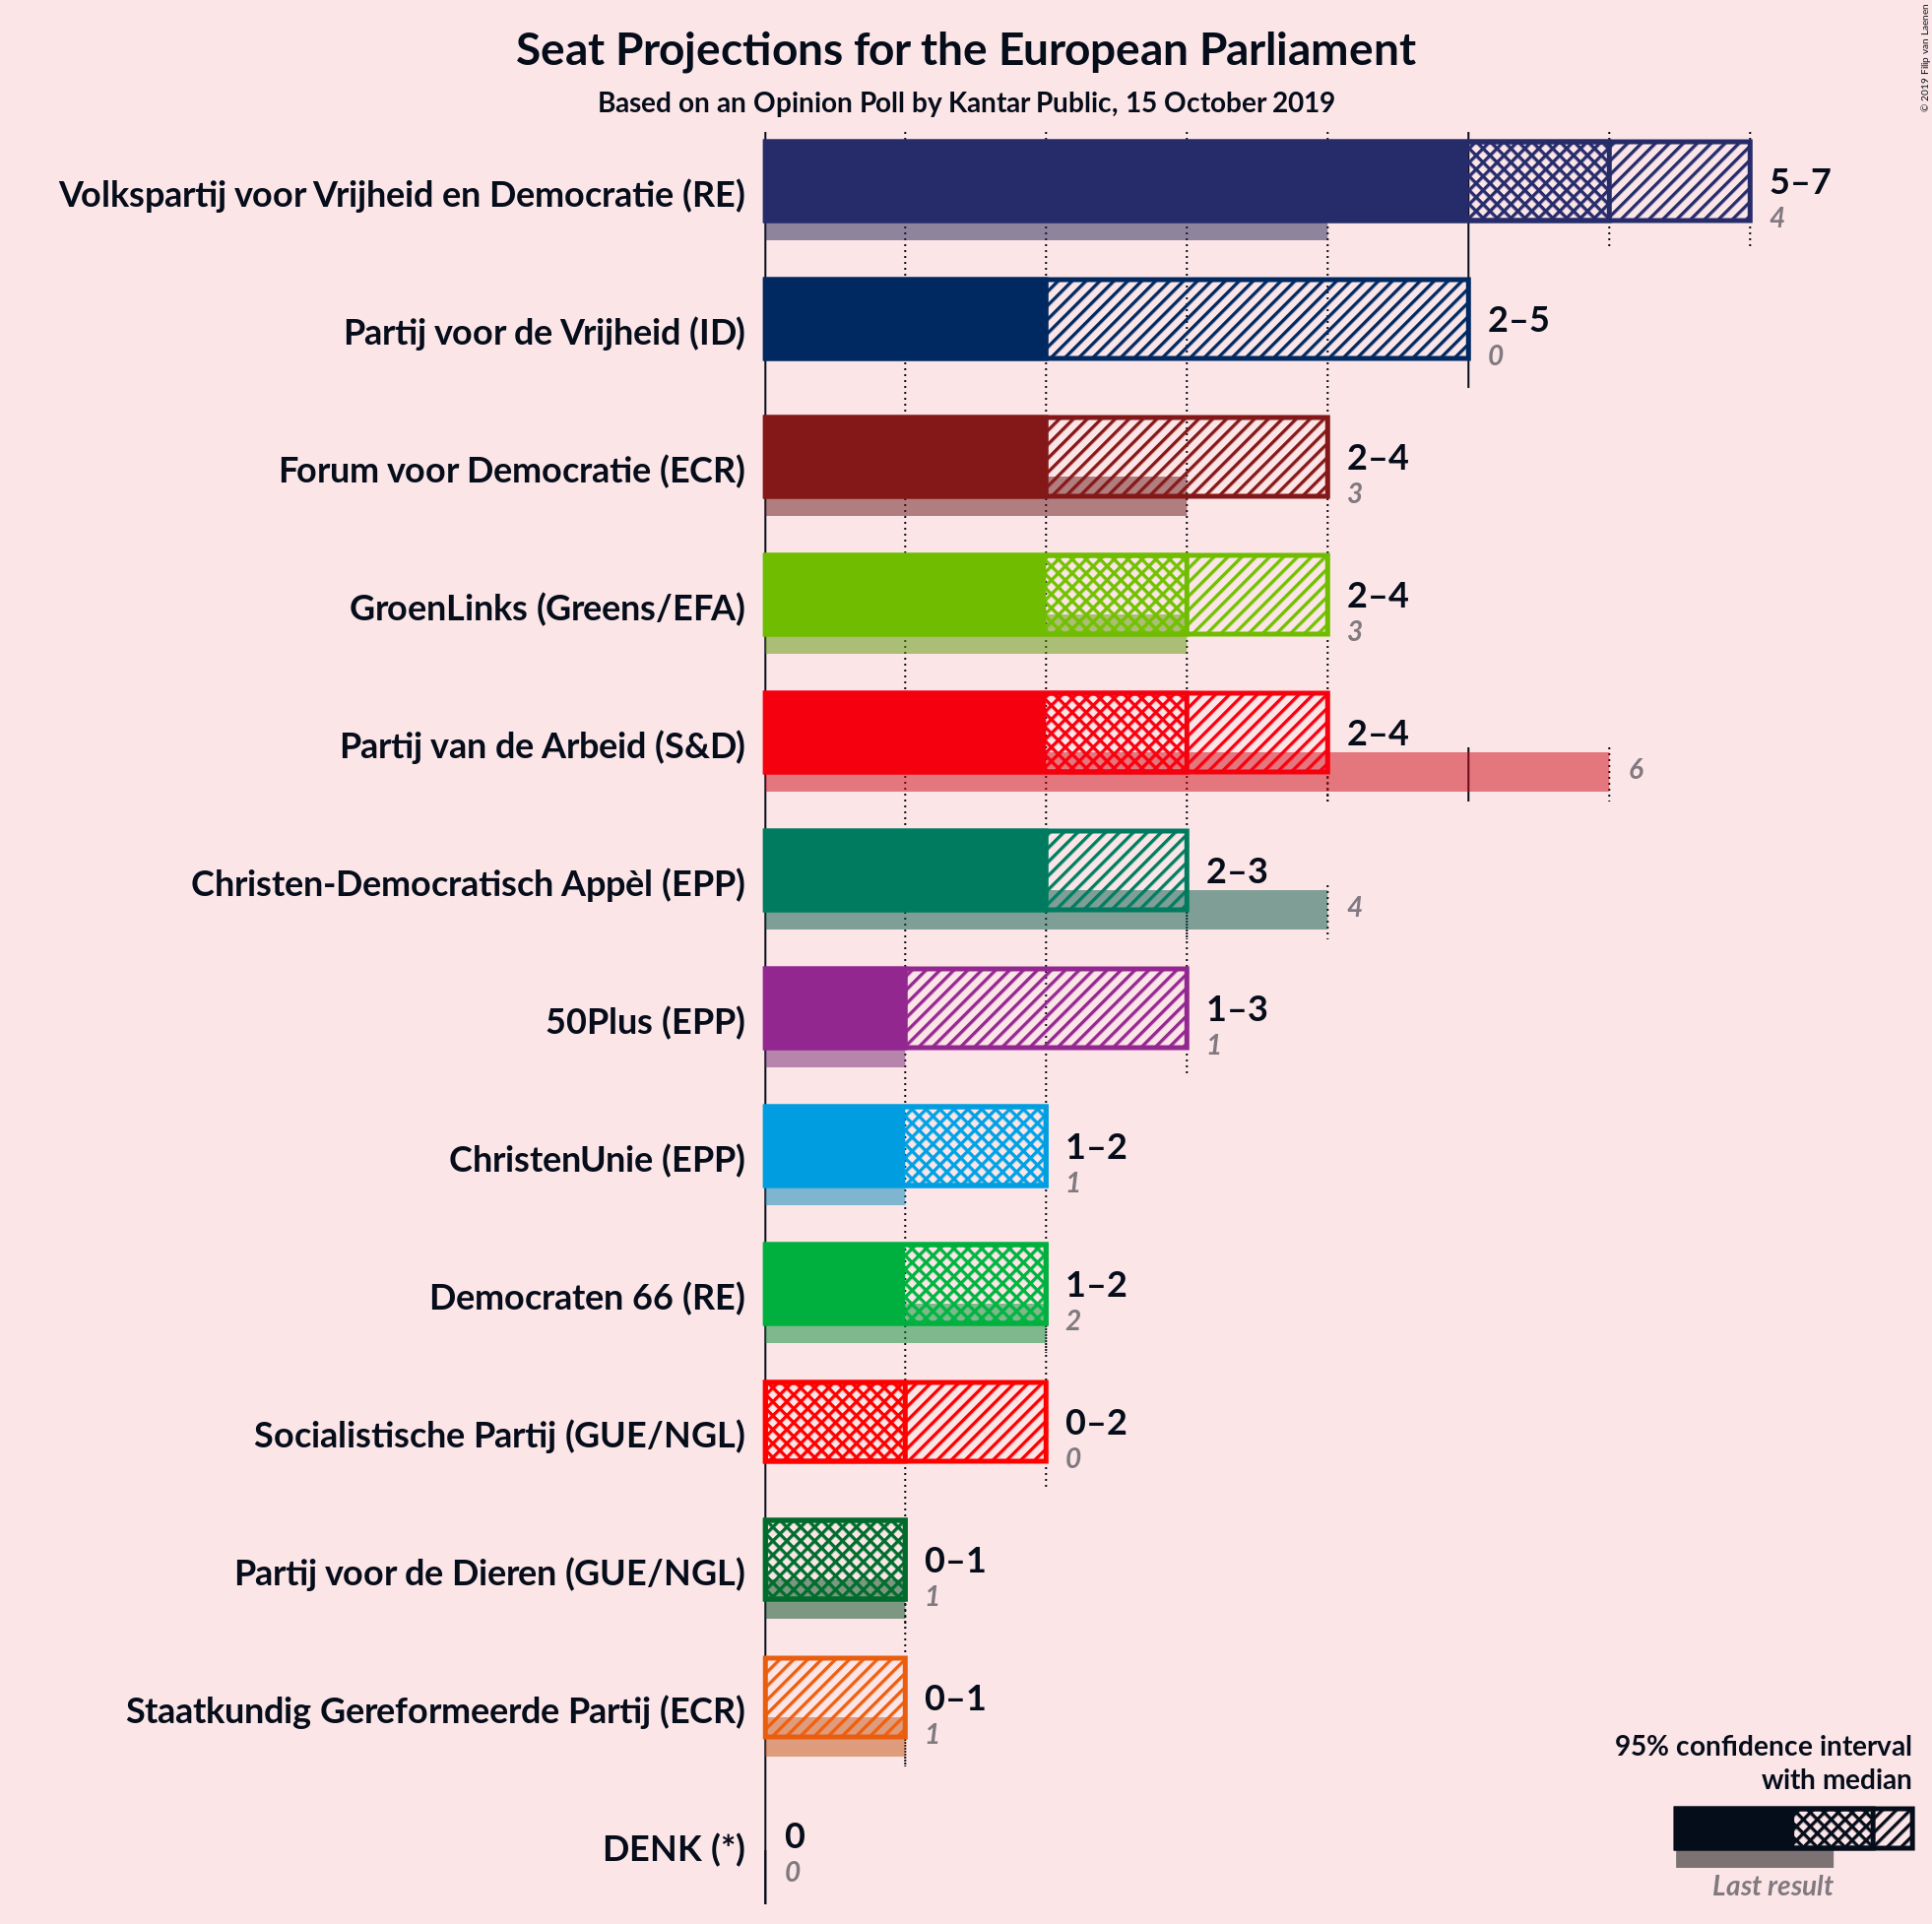 Seat Projections for the European Parliament
Based on an Opinion Poll by Kantar Public, 15 October 2019
© 2019 Filip van Laenen
Volkspartij voor Vrijheid en Democratie (RE)
5–7
4
Partij voor de Vrijheid (ID)
2–5
0
Forum voor Democratie (ECR)
2–4
3
GroenLinks (Greens/EFA)
2–4
3
Partij van de Arbeid (S&D)
2–4
6
Christen-Democratisch Appèl (EPP)
2–3
4
50Plus (EPP)
1–3
1
ChristenUnie (EPP)
1–2
1
Democraten 66 (RE)
1–2
2
Socialistische Partij (GUE/NGL)
0–2
0
Partij voor de Dieren (GUE/NGL)
0–1
1
Staatkundig Gereformeerde Partij (ECR)
0–1
1
DENK (*)
0
0
95% confidence interval
with median
Last result